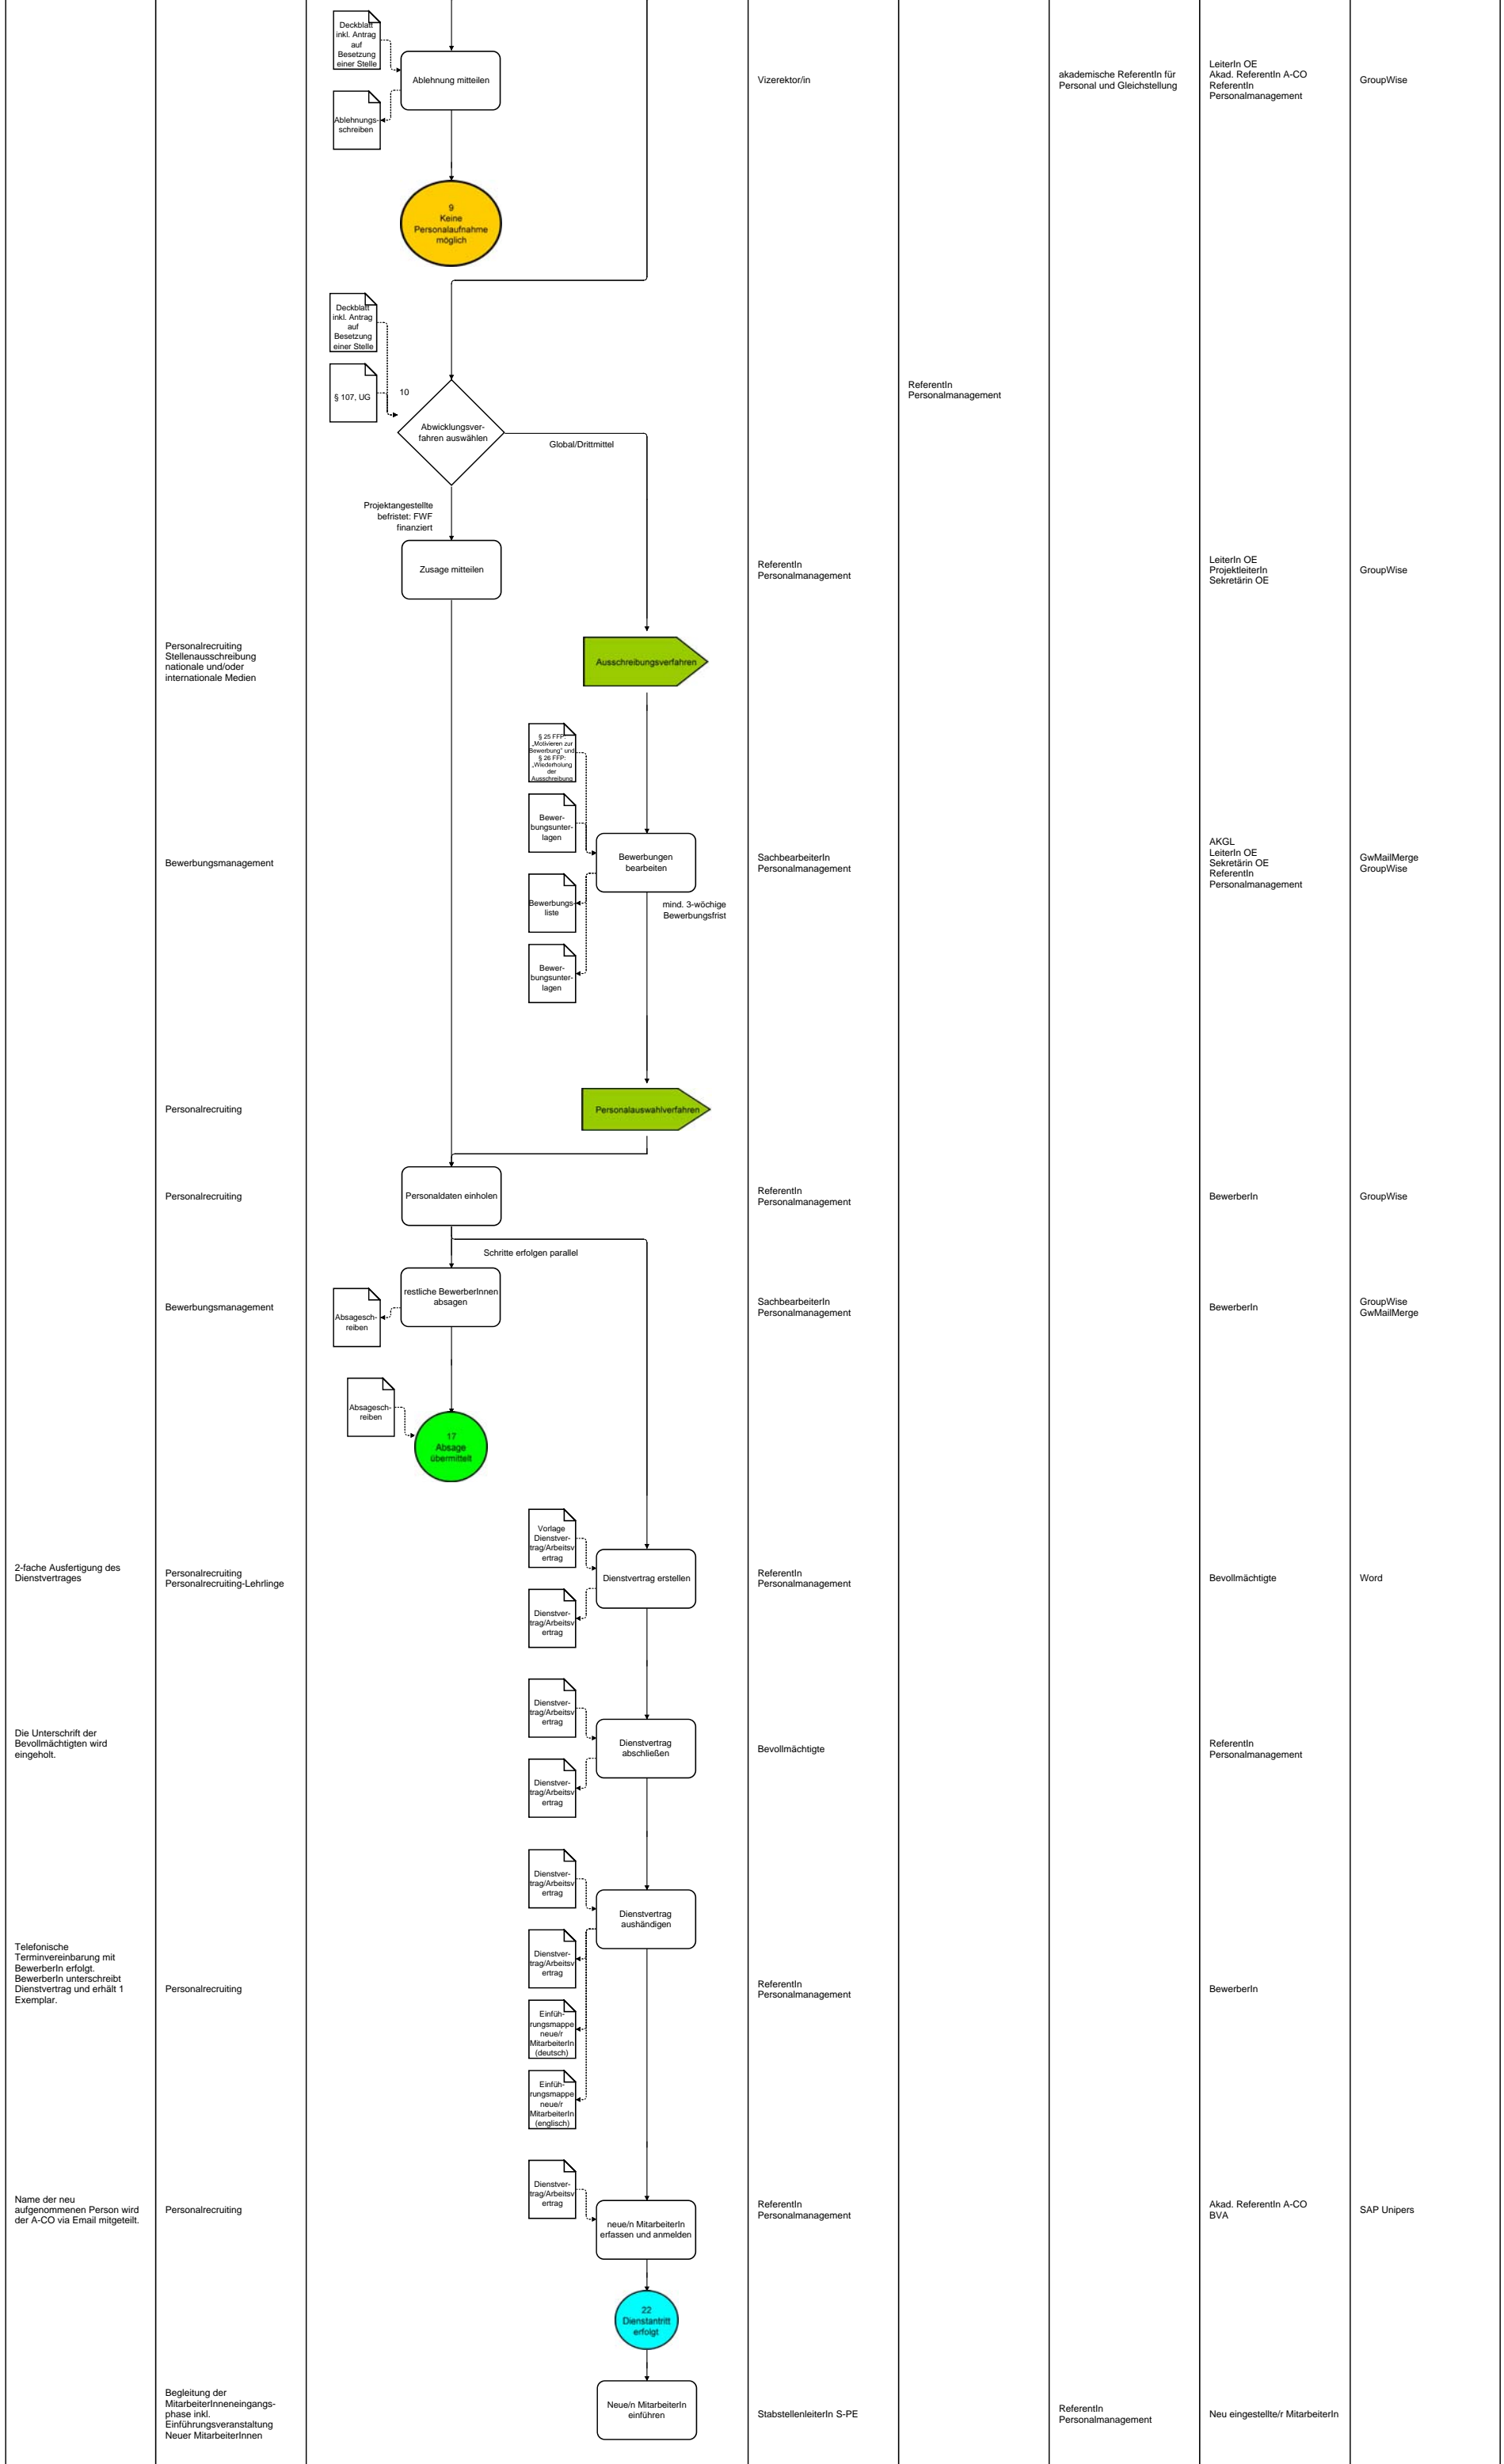 Deckblatt
inkl. Antrag
auf
Besetzung
einer Stelle
Ablehnung mitteilen
Ablehnungs-
schreiben
Vizerektor/in
akademische ReferentIn für
Personal und Gleichstellung
LeiterIn OE
Akad. ReferentIn A-CO
ReferentIn
Personalmanagement
GroupWise
9
Keine
Personalaufnahme
möglich
Deckblatt
inkl. Antrag
auf
Besetzung
einer Stelle
§ 107, UG
10
Abwicklungsver-
fahren auswählen
Global/Drittmittel
ReferentIn
Personalmanagement
Projektangestellte
befristet: FWF
finanziert
Zusage mitteilen
ReferentIn
Personalmanagement
LeiterIn OE
ProjektleiterIn
Sekretärin OE
GroupWise
Personalrecruiting
Stellenausschreibung
nationale und/oder
internationale Medien
Ausschreibungsverfahren
§ 25 FFP:
„Motivieren zur
Bewerbung" und
§ 26 FFP:
„Wiederholung
der
Ausschreibung
Bewer-
bungsunter-
lagen
Bewerbungsmanagement
Bewerbungen
bearbeiten
SachbearbeiterIn
Personalmanagement
AKGL
LeiterIn OE
Sekretärin OE
ReferentIn
Personalmanagement
GwMailMerge
GroupWise
Bewerbungs-
liste
mind. 3-wöchige
Bewerbungsfrist
Bewer-
bungsunter-
lagen
Personalrecruiting
Personalauswahlverfahren
Personalrecruiting
Personaldaten einholen
ReferentIn
Personalmanagement
BewerberIn
GroupWise
Schritte erfolgen parallel
Bewerbungsmanagement
restliche BewerberInnen
absagen
Absagesch-
reiben
SachbearbeiterIn
Personalmanagement
BewerberIn
GroupWise
GwMailMerge
Absagesch-
reiben
17
Absage
übermittelt
2-fache Ausfertigung des
Dienstvertrages
Personalrecruiting
Personalrecruiting-Lehrlinge
Vorlage
Dienstver-
trag/Arbeitsv
ertrag
Dienstvertrag erstellen
Dienstver-
trag/Arbeitsv
ertrag
ReferentIn
Personalmanagement
Bevollmächtigte
Word
Die Unterschrift der
Bevollmächtigten wird
eingeholt.
Dienstver-
trag/Arbeitsv
ertrag
Dienstvertrag
abschließen
Dienstver-
trag/Arbeitsv
ertrag
Bevollmächtigte
ReferentIn
Personalmanagement
Dienstver-
trag/Arbeitsv
ertrag
Dienstvertrag
aushändigen
Telefonische
Terminvereinbarung mit
BewerberIn erfolgt.
BewerberIn unterschreibt
Dienstvertrag und erhält 1
Exemplar.
Personalrecruiting
Dienstver-
trag/Arbeitsv
ertrag
Einfüh-
rungsmappe
neue/r
MitarbeiterIn
(deutsch)
Einfüh-
rungsmappe
neue/r
MitarbeiterIn
(englisch)
ReferentIn
Personalmanagement
BewerberIn
Name der neu
aufgenommenen Person wird
der A-CO via Email mitgeteilt.
Personalrecruiting
Dienstver-
trag/Arbeitsv
ertrag
neue/n MitarbeiterIn
erfassen und anmelden
ReferentIn
Personalmanagement
Akad. ReferentIn A-CO
BVA
SAP Unipers
22
Dienstantritt
erfolgt
Begleitung der
MitarbeiterInneneingangs-
phase inkl.
Einführungsveranstaltung
Neuer MitarbeiterInnen
Neue/n MitarbeiterIn
einführen
StabstellenleiterIn S-PE
ReferentIn
Personalmanagement
Neu eingestellte/r MitarbeiterIn